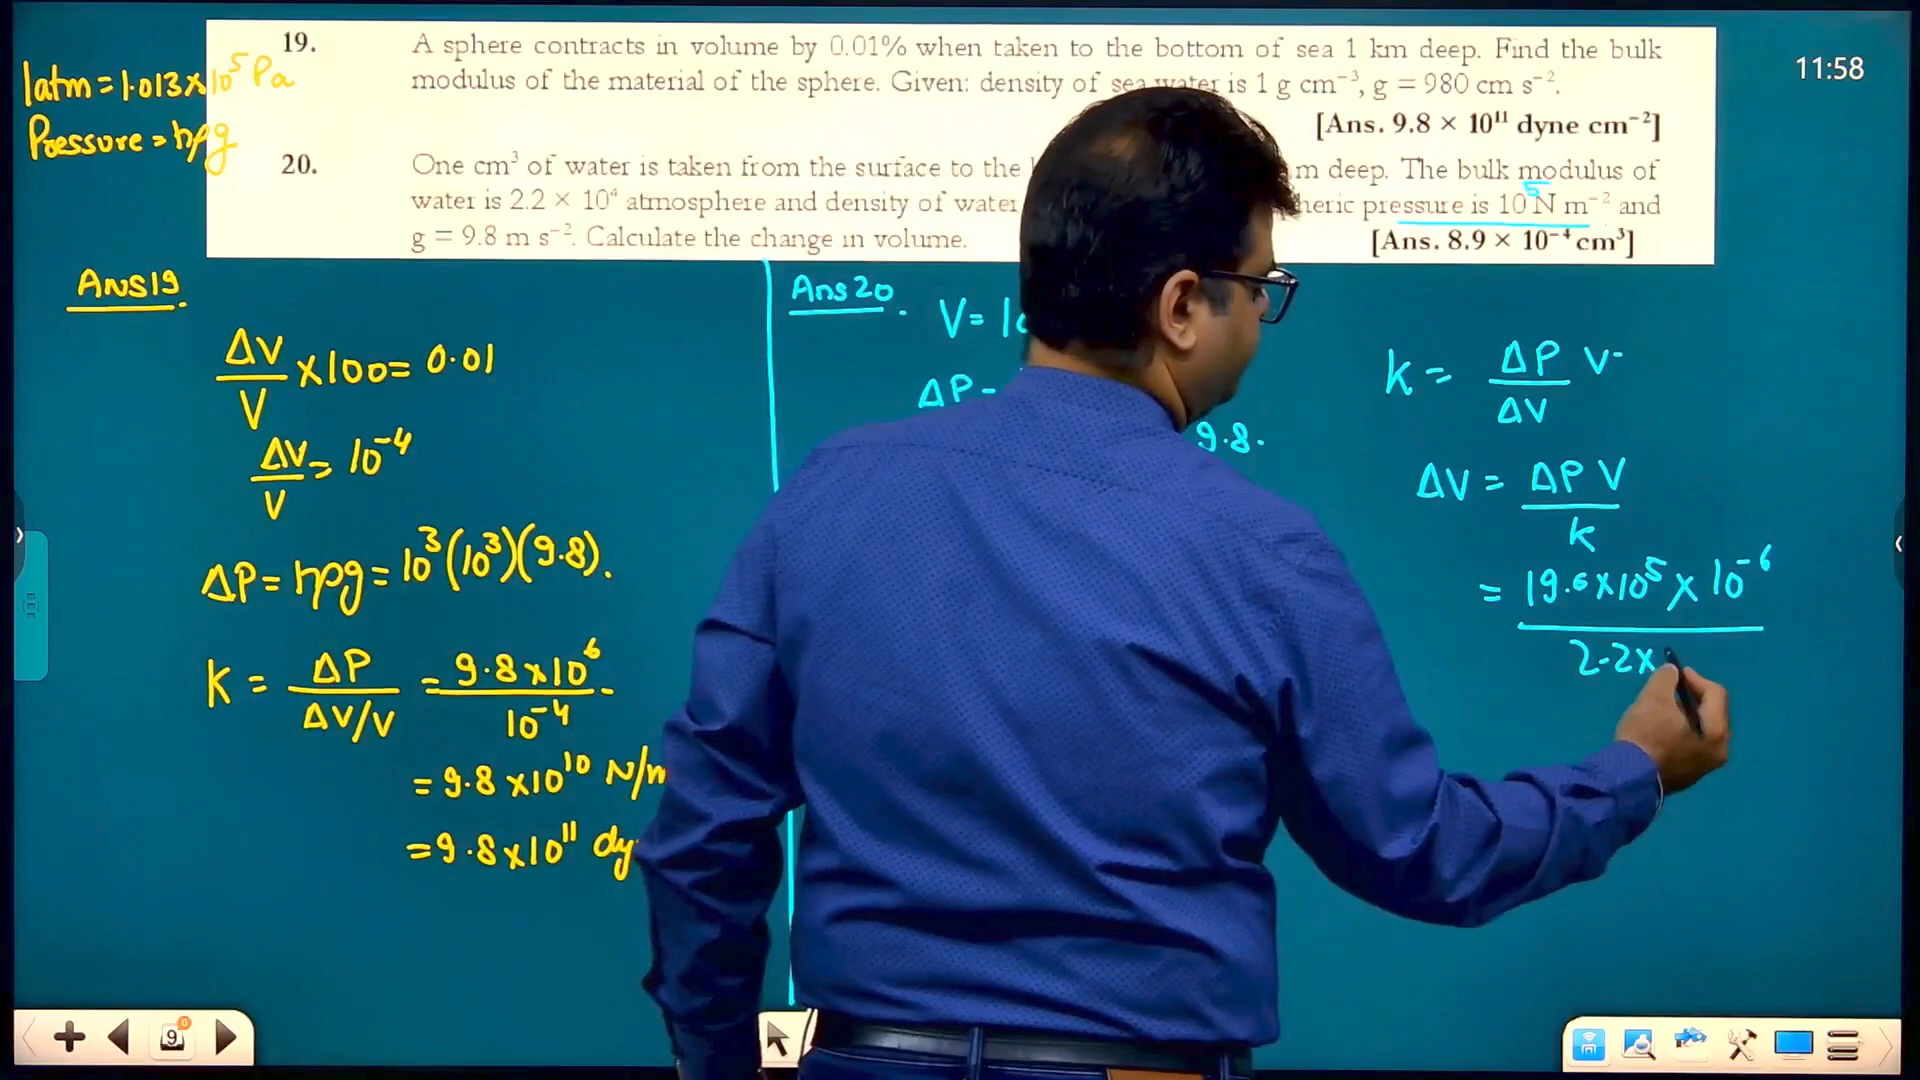 1atm = 1.013×10⁵ Pa
Pressure = hρg
19. A sphere contracts in volume by 0.01% when taken to the bottom of sea 1 km deep. Find the bulk
modulus of the material of the sphere. Given: density of sea water is 1 g cm⁻³, g = 980 cm s⁻².
[Ans. 9.8 × 10¹¹ dyne cm⁻²]
20. One cm³ of water is taken from the surface to the m deep. The bulk modulus of
water is 2.2 × 10⁴ atmosphere and density of water pressure is 10⁵ N m⁻² and
g = 9.8 m s⁻². Calculate the change in volume.
[Ans. 8.9 × 10⁻⁴ cm³]
11:58
Ans19.
ΔV/V ×100 = 0.01
ΔV/V = 10⁻⁴
ΔP = hρg = 10³(10³)(9.8).
K = ΔP / ΔV/V = 9.8×10⁶ / 10⁻⁴
= 9.8×10¹⁰ N/m
= 9.8×10¹¹ dy
Ans20.
V = 1
ΔP =
9.8.
K = ΔP V / ΔV
ΔV = ΔP V / K
= 19.6×10⁵ × 10⁻⁶ / 2.2×
9
0